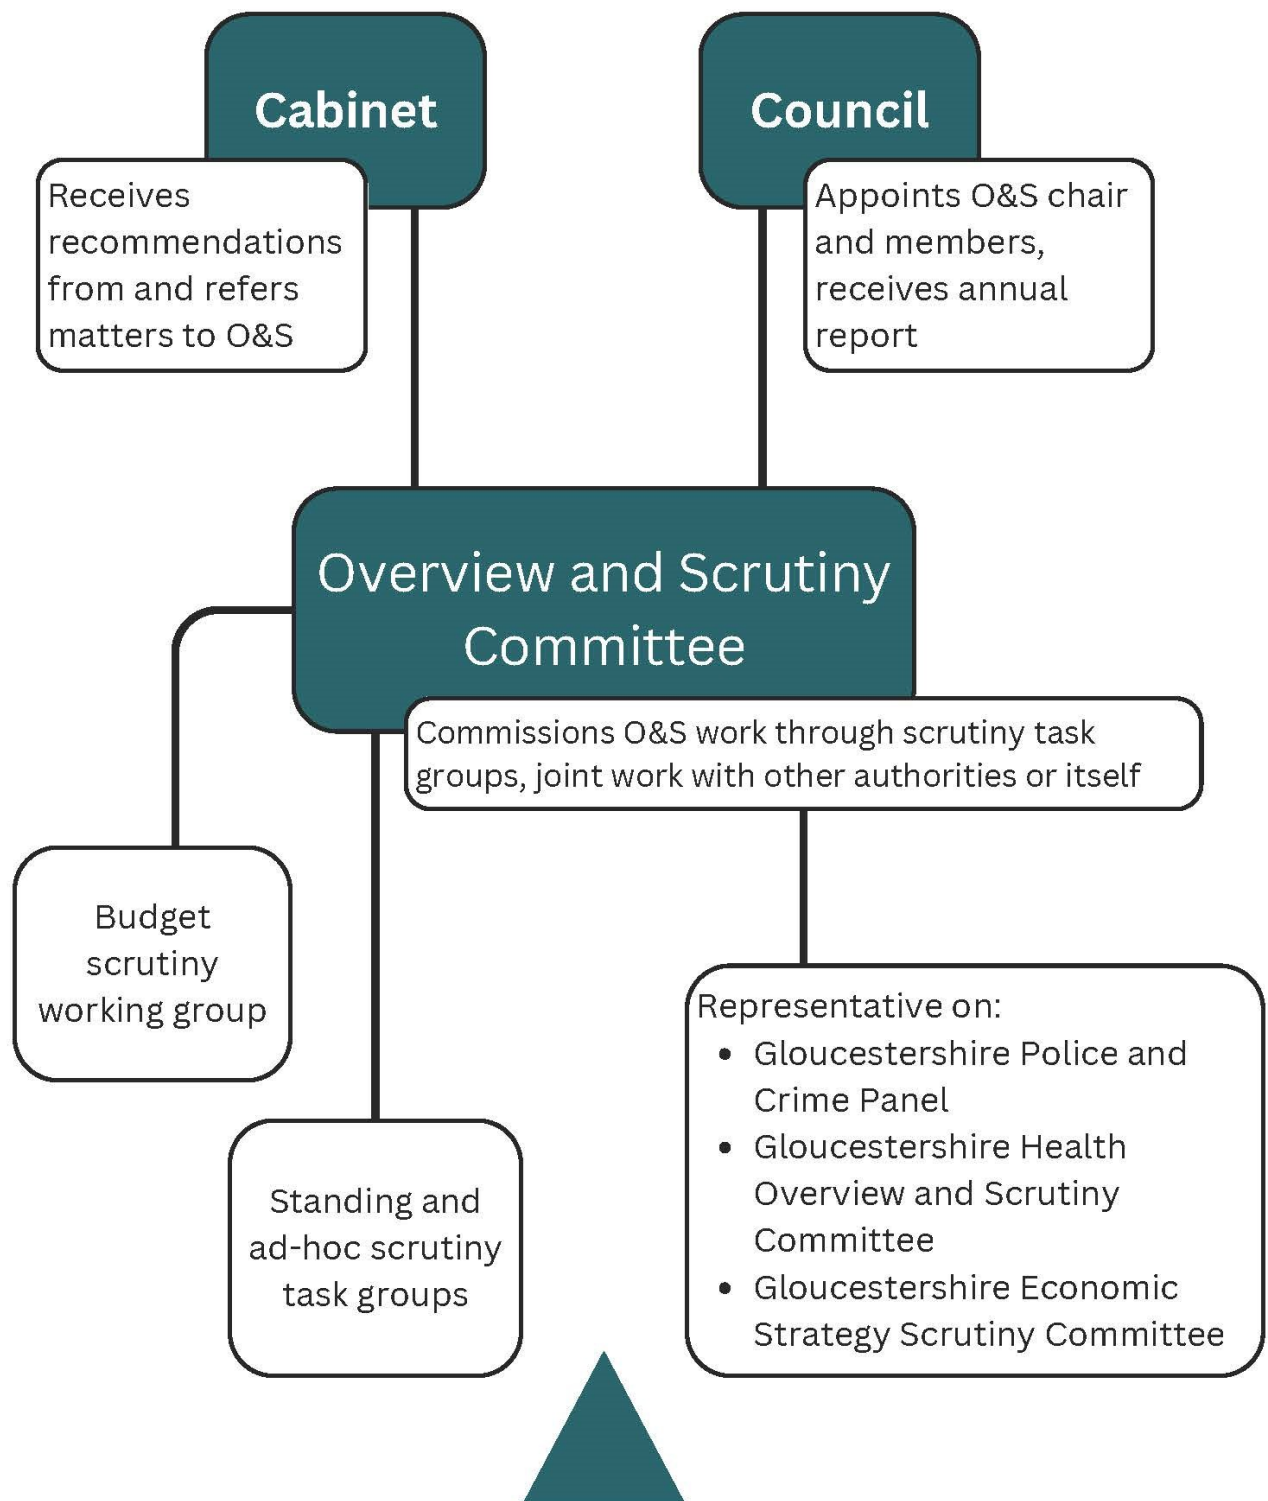 Cabinet
Receives
recommendations
from and refers
matters to O&S
Council
Appoints O&S chair
and members,
receives annual
report
Overview and Scrutiny
Committee
Commissions O&S work through scrutiny task
groups, joint work with other authorities or itself
Budget
scrutiny
working group
Standing and
ad-hoc scrutiny
task groups
Representative on:
• Gloucestershire Police and
Crime Panel
• Gloucestershire Health
Overview and Scrutiny
Committee
• Gloucestershire Economic
Strategy Scrutiny Committee